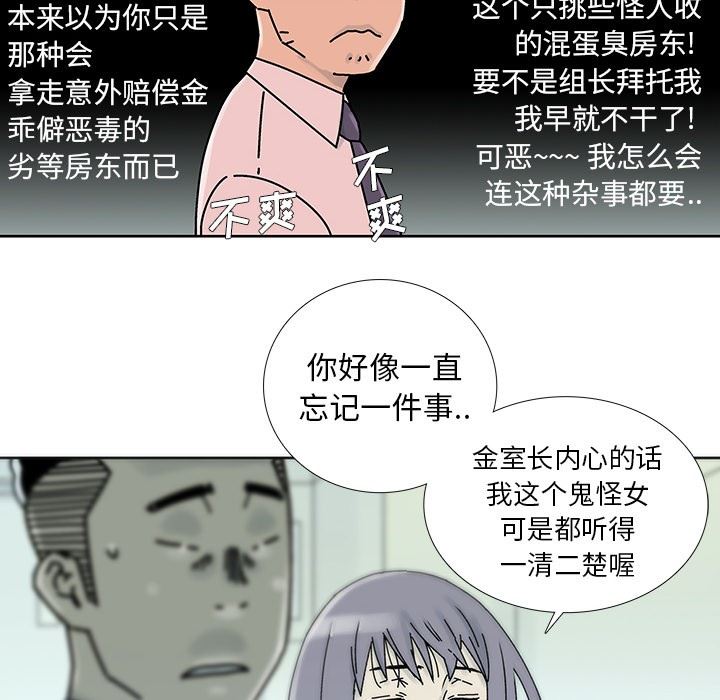 本来以为你只是
那种会
拿走意外赔偿金
乖僻恶毒的
劣等房东而已
这个只挑些怪人收
的混蛋臭房东!
要不是组长拜托我
我早就不干了!
可恶~~~ 我怎么会
连这种杂事都要..
不爽
不爽
你好像一直
忘记一件事..
金室长内心的话
我这个鬼怪女
可是都听得
一清二楚喔